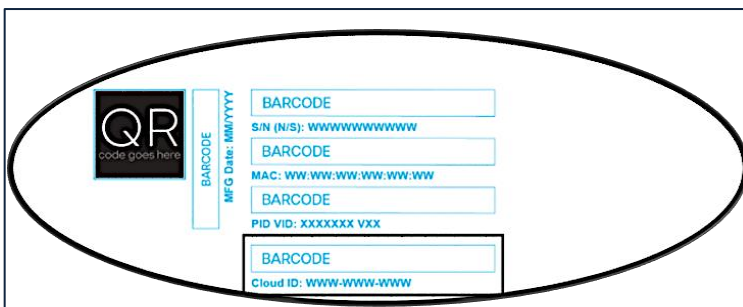 QR
code goes here
BARCODE
MFG Date: MM/YYYY
BARCODE
S/N (N/S): WWWWWWWWWWW
BARCODE
MAC: WW:WW:WW:WW:WW:WW
BARCODE
PID VID: XXXXXXX VXX
BARCODE
Cloud ID: WWW-WWW-WWW